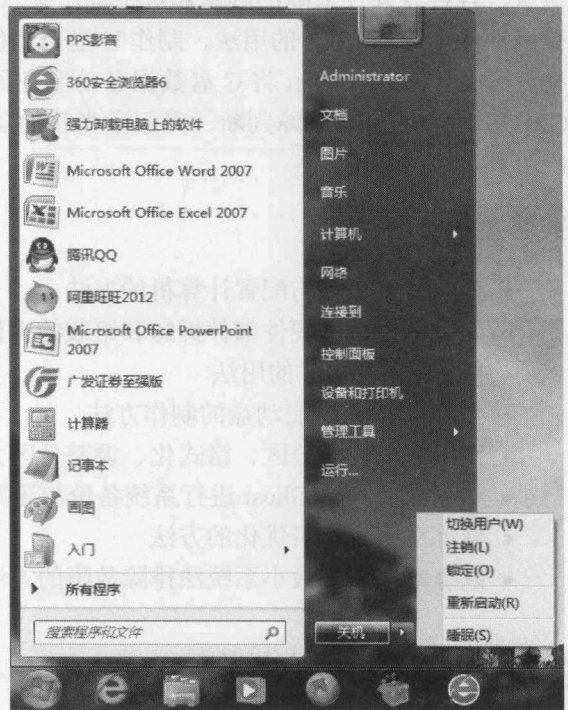 PPS影音
360安全浏览器6
强力卸载电脑上的软件
Microsoft Office Word 2007
Microsoft Office Excel 2007
腾讯QQ
阿里旺旺2012
Microsoft Office PowerPoint
2007
广发证券至强版
计算器
记事本
画图
入门
所有程序
搜索程序和文件
Administrator
文档
图片
音乐
计算机
网络
连接到
控制面板
设备和打印机
管理工具
运行...
关机
切换用户(W)
注销(L)
锁定(O)
重新启动(R)
睡眠(S)